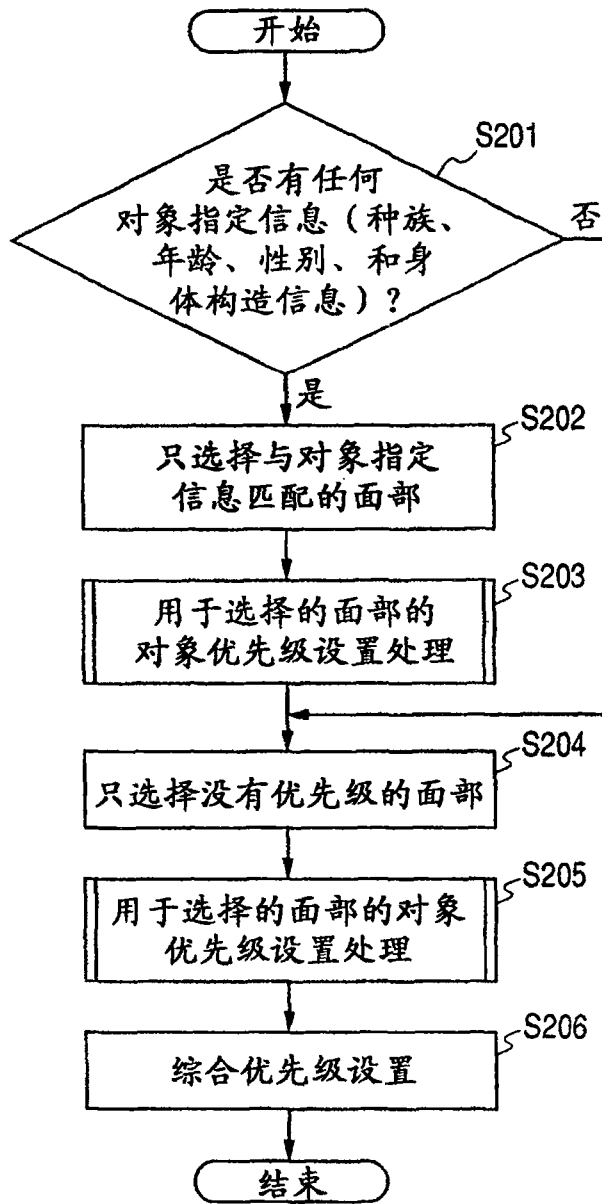 开始
S201
是否有任何
对象指定信息（种族、
年龄、性别、和身
体构造信息）？
否
是
S202
只选择与对象指定
信息匹配的面部
S203
用于选择的面部的
对象优先级设置处理
S204
只选择没有优先级的面部
S205
用于选择的面部的对象
优先级设置处理
S206
综合优先级设置
结束